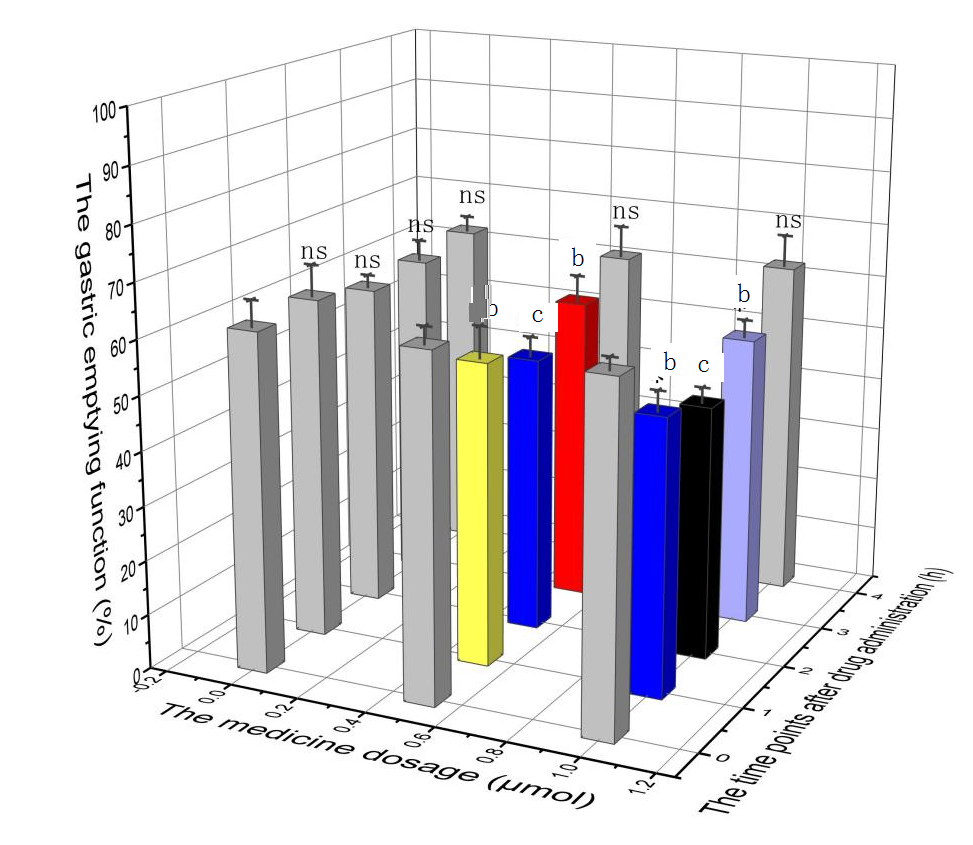 The gastric emptying function (%)
100
90
80
70
60
50
40
30
20
10
0
ns
ns
ns
ns
ns
ns
b
c
b
b
c
b
-0.2
0.0
0.2
0.4
0.6
0.8
1.0
1.2
The medicine dosage (μmol)
0
1
2
3
4
The time points after drug administration (h)